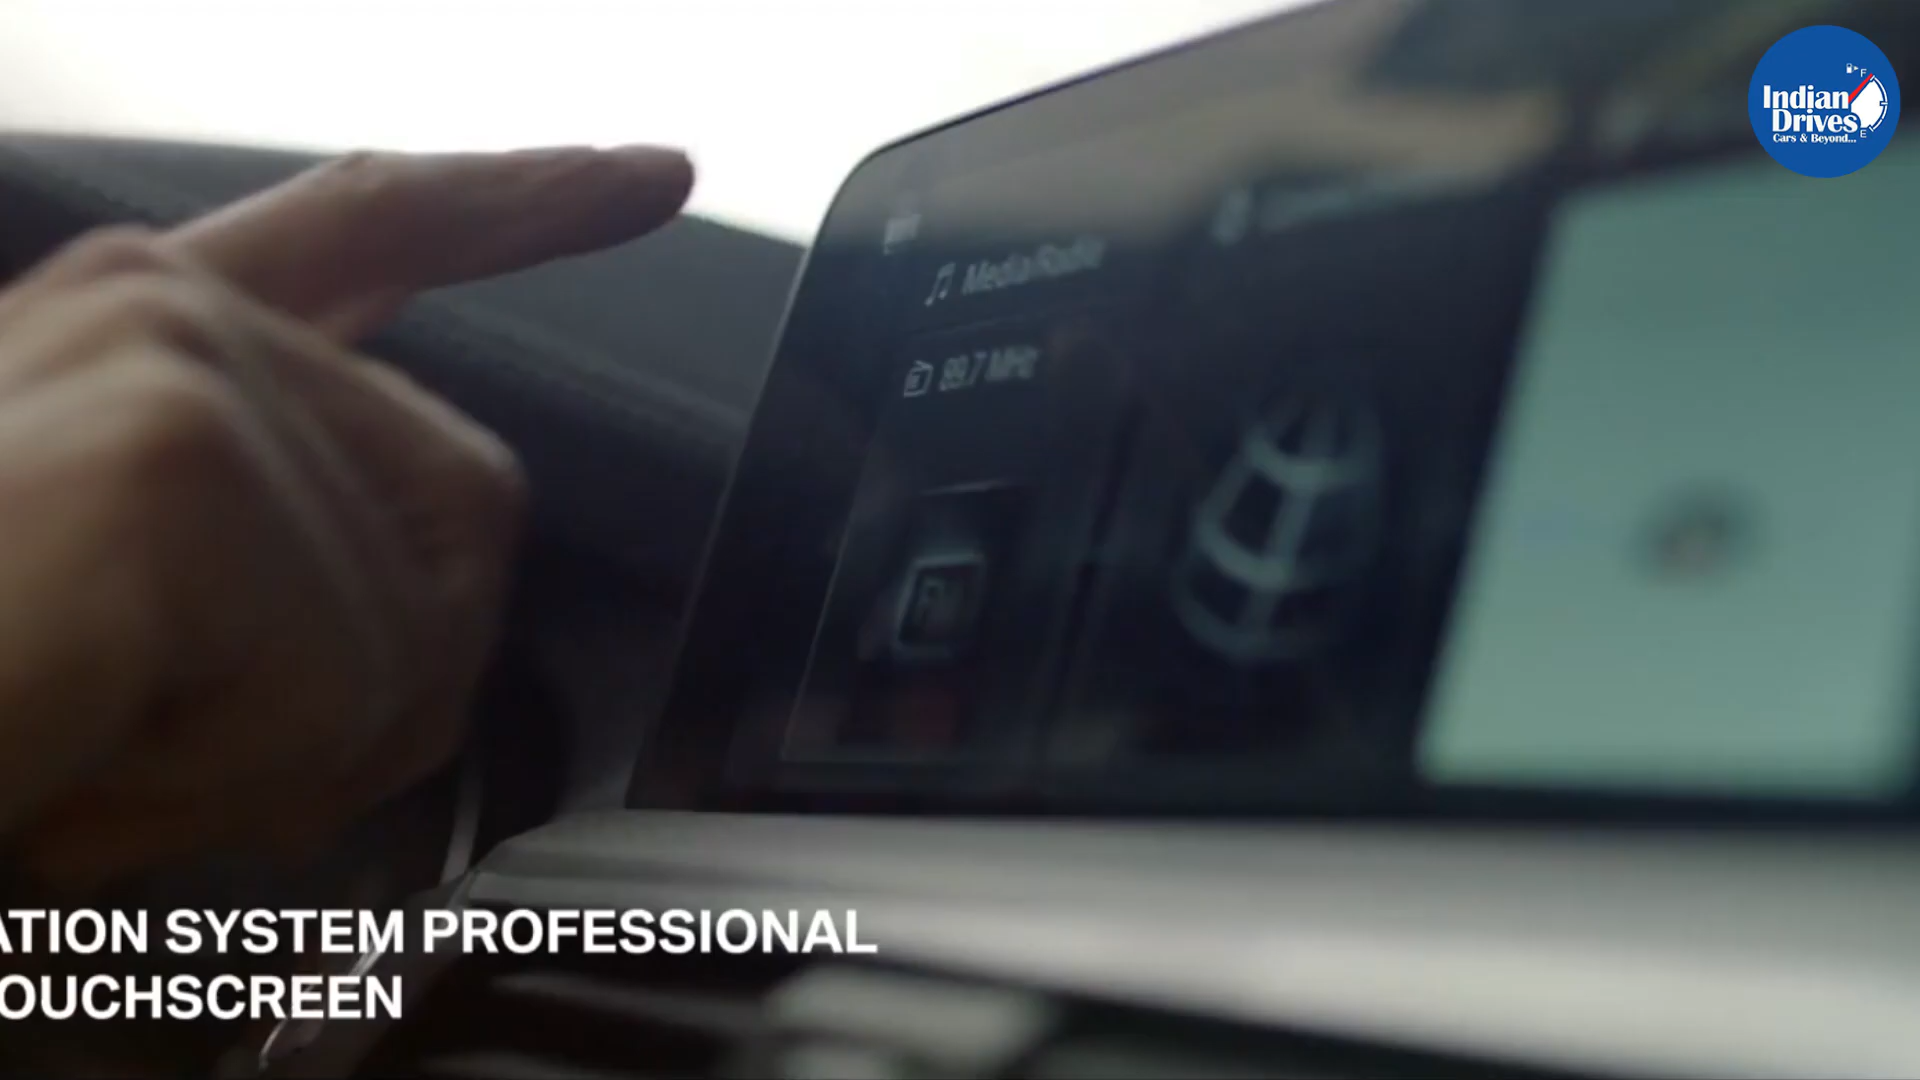 Indian
Drives
Cars & Beyond...
F
E
Media/Radio
89.7 MHz
FM
ATION SYSTEM PROFESSIONAL
OUCHSCREEN